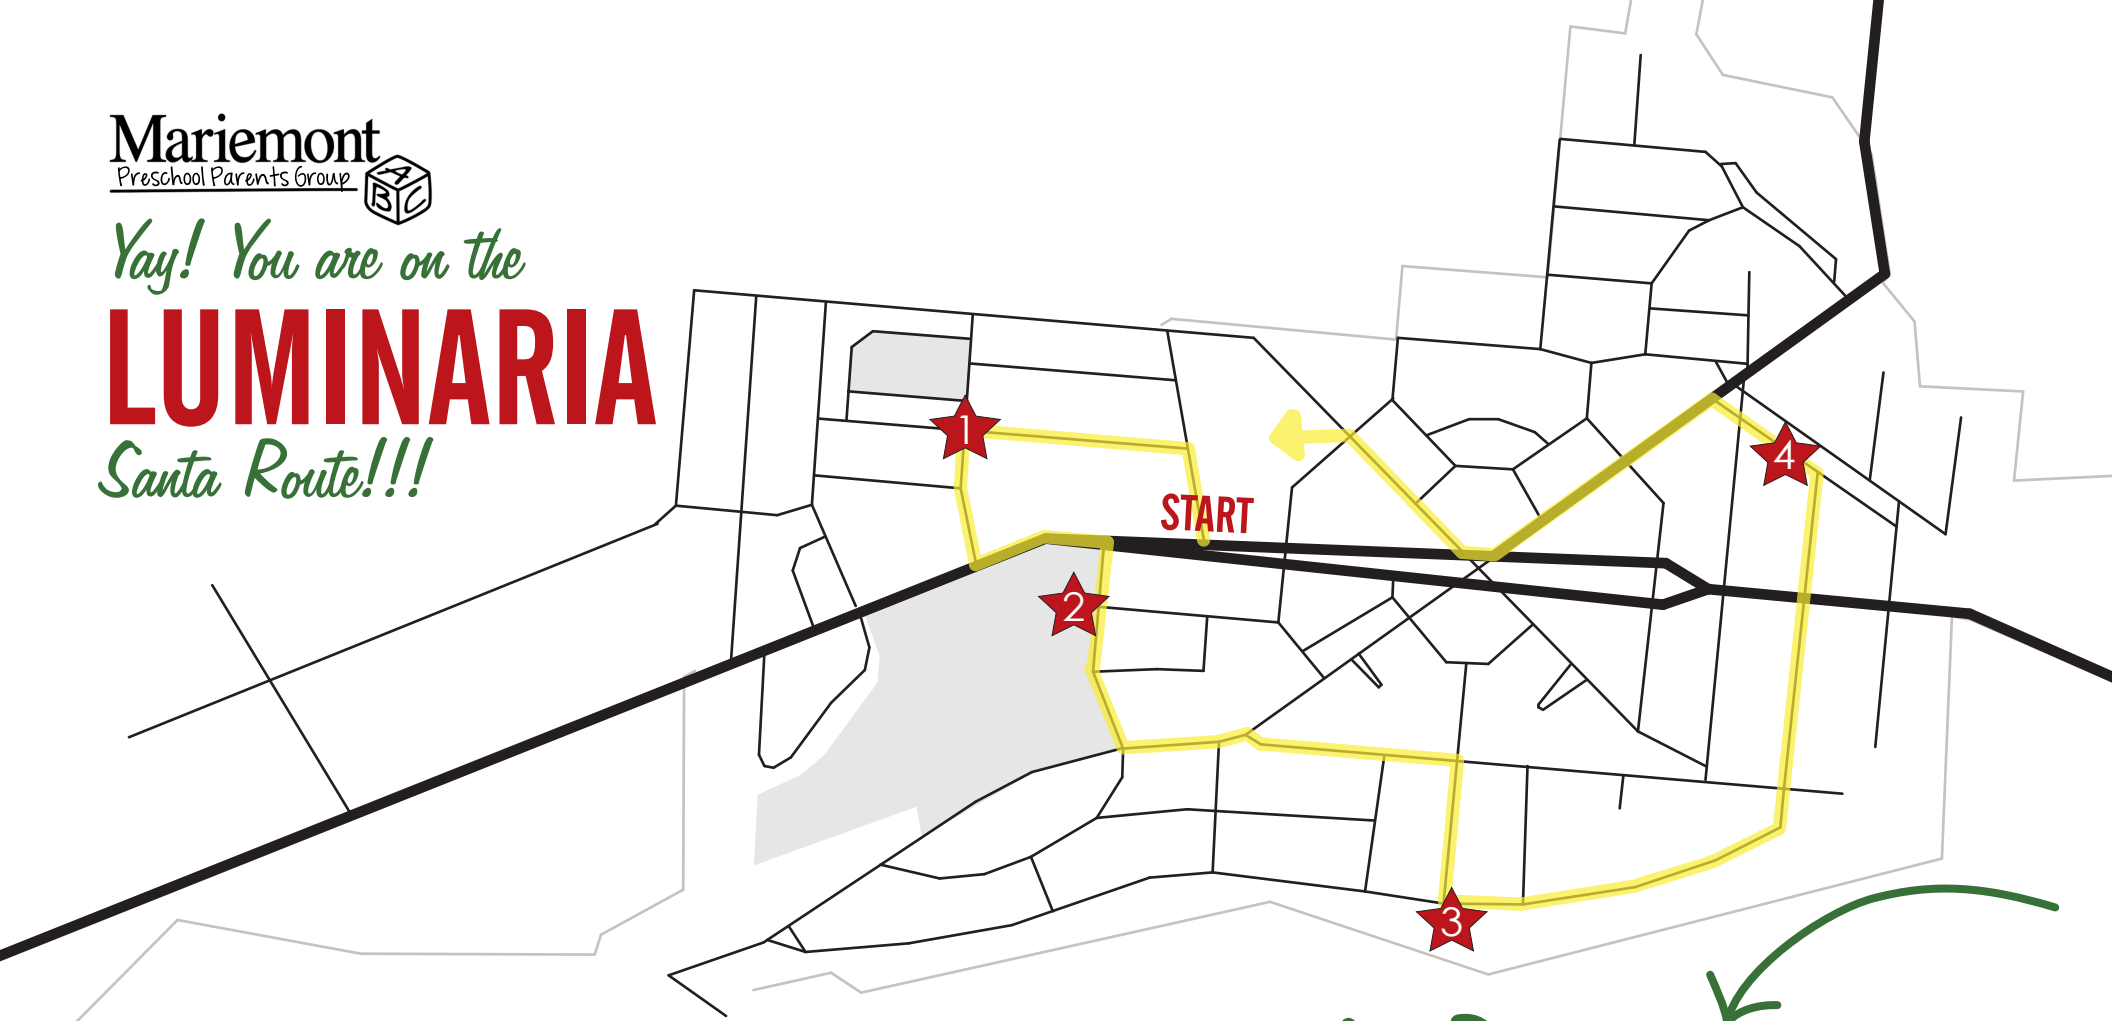 Mariemont
Preschool Parents Group
A B C
Yay! You are on the
LUMINARIA
Santa Route!!!
1
START
4
2
3